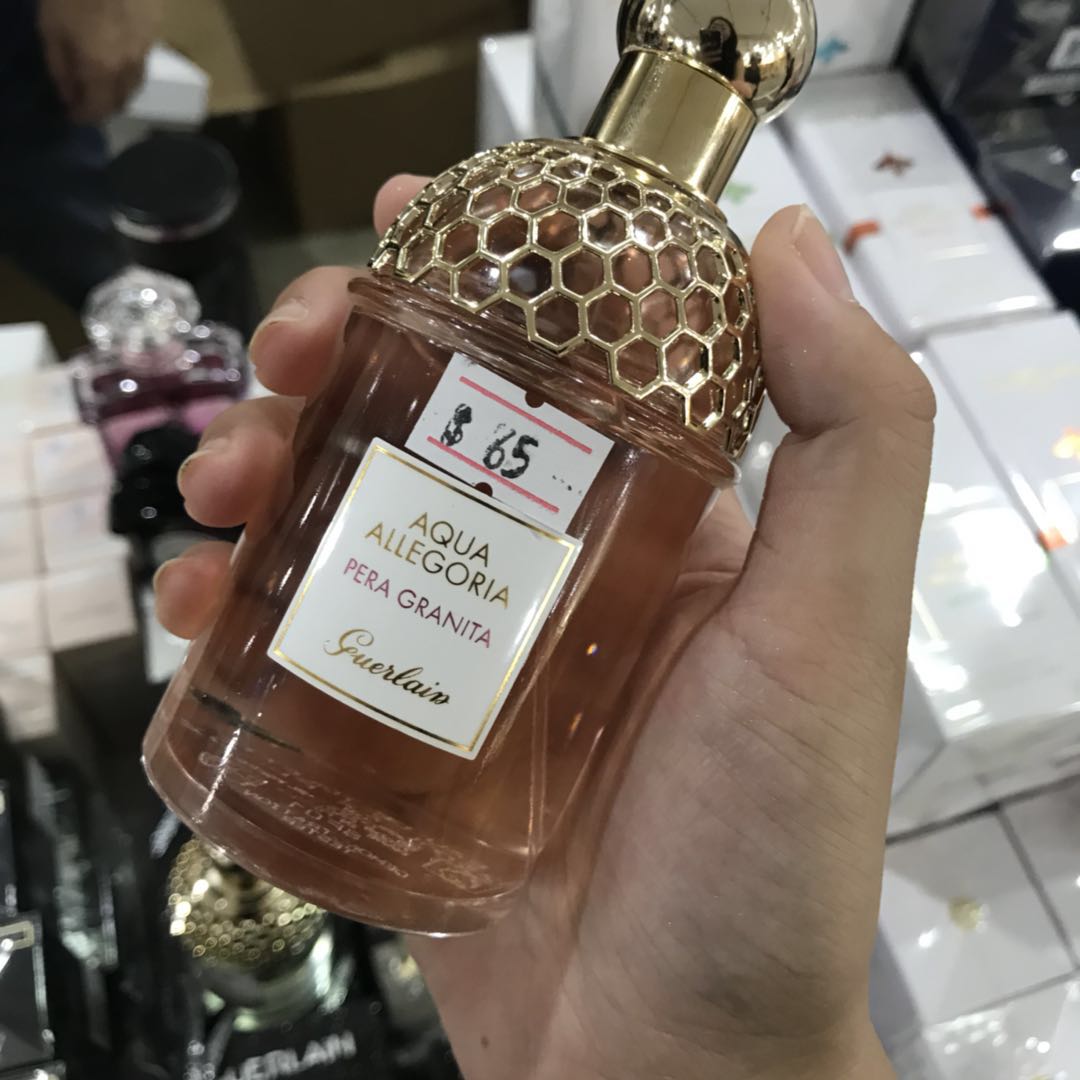 $ 65
AQUA
ALLEGORIA
PERA GRANITA
Guerlain
GUERLAIN